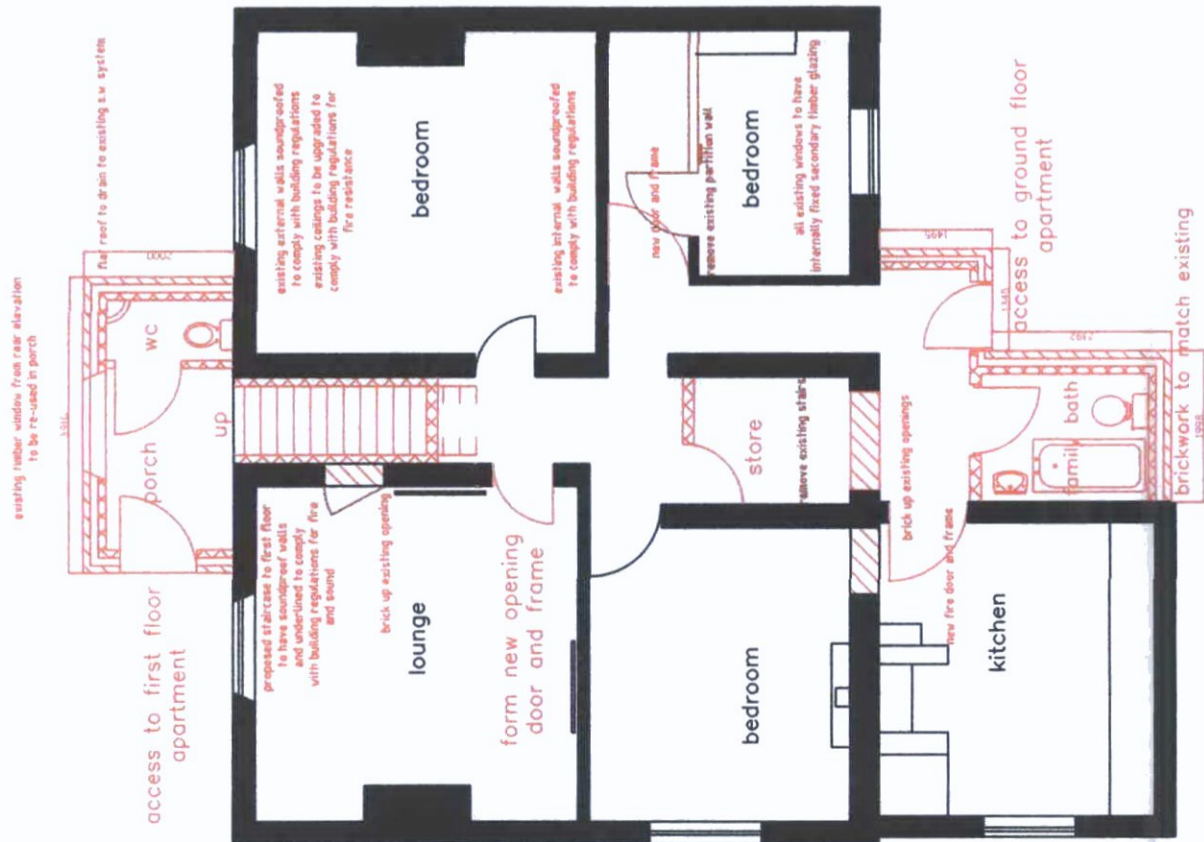 existing timber window from rear elevation
to be re-used in porch
4916
flat roof to drain to existing s.w system
2000
wc
porch
up
access to first floor
apartment
existing external walls soundproofed
to comply with building regulations
existing ceilings to be upgraded to
comply with building regulations for
fire resistance
bedroom
existing internal walls soundproofed
to comply with building regulations
proposed staircase to first floor
to have soundproof walls
and underlined to comply
with building regulations for fire
and sound
brick up existing opening
lounge
form new opening
door and frame
new door and frame
remove existing partition wall
bedroom
all existing windows to have
internally fixed secondary timber glazing
store
remove existing stairs
bedroom
1495
1345
access to ground floor
apartment
2392
brick up existing openings
family bath
1998
brickwork to match existing
new fire door and frame
kitchen